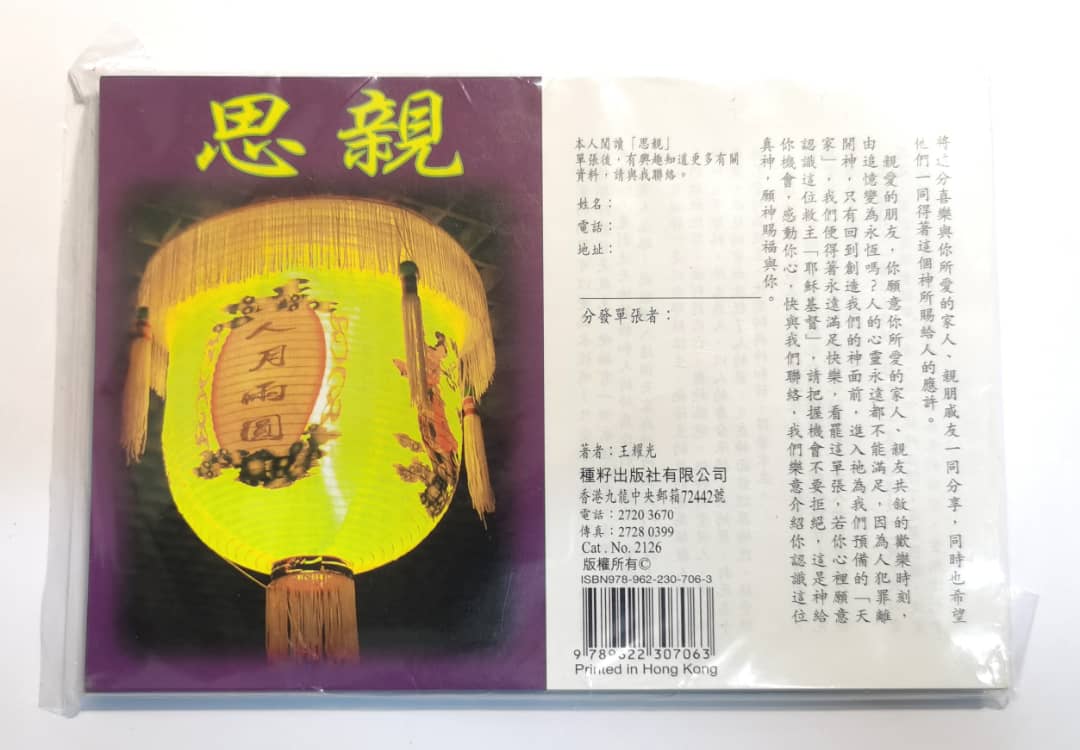 思親
人月兩圓
將這分喜樂與你所愛的家人、親朋戚友一同分享，同時也希望
他們一同得著這個神所賜給人的應許。
親愛的朋友，你願意你所愛的家人、親友共敘的歡樂時刻，
由追憶變為永恆嗎？人的心靈永遠都不能滿足，因為人犯罪離
開神，只有回到創造我們的神面前，進入祂為我們預備的「天
家」，我們便得著永遠滿足快樂，看罷這單張，若你心裡願意
認識這位救主「耶穌基督」，請把握機會不要拒絕，這是神給
你機會，感動你心，快與我們聯絡，我們樂意介紹你認識這位
真神，願神賜福與你。
本人閱讀「思親」
單張後，有興趣知道更多有關
資料，請與我聯絡。
姓名：
電話：
地址：
分發單張者：
著者：王耀光
種籽出版社有限公司
香港九龍中央郵箱72442號
電話：2720 3670
傳真：2728 0399
Cat . No. 2126
版權所有©
ISBN978-962-230-706-3
9 789622 307063
Printed in Hong Kong